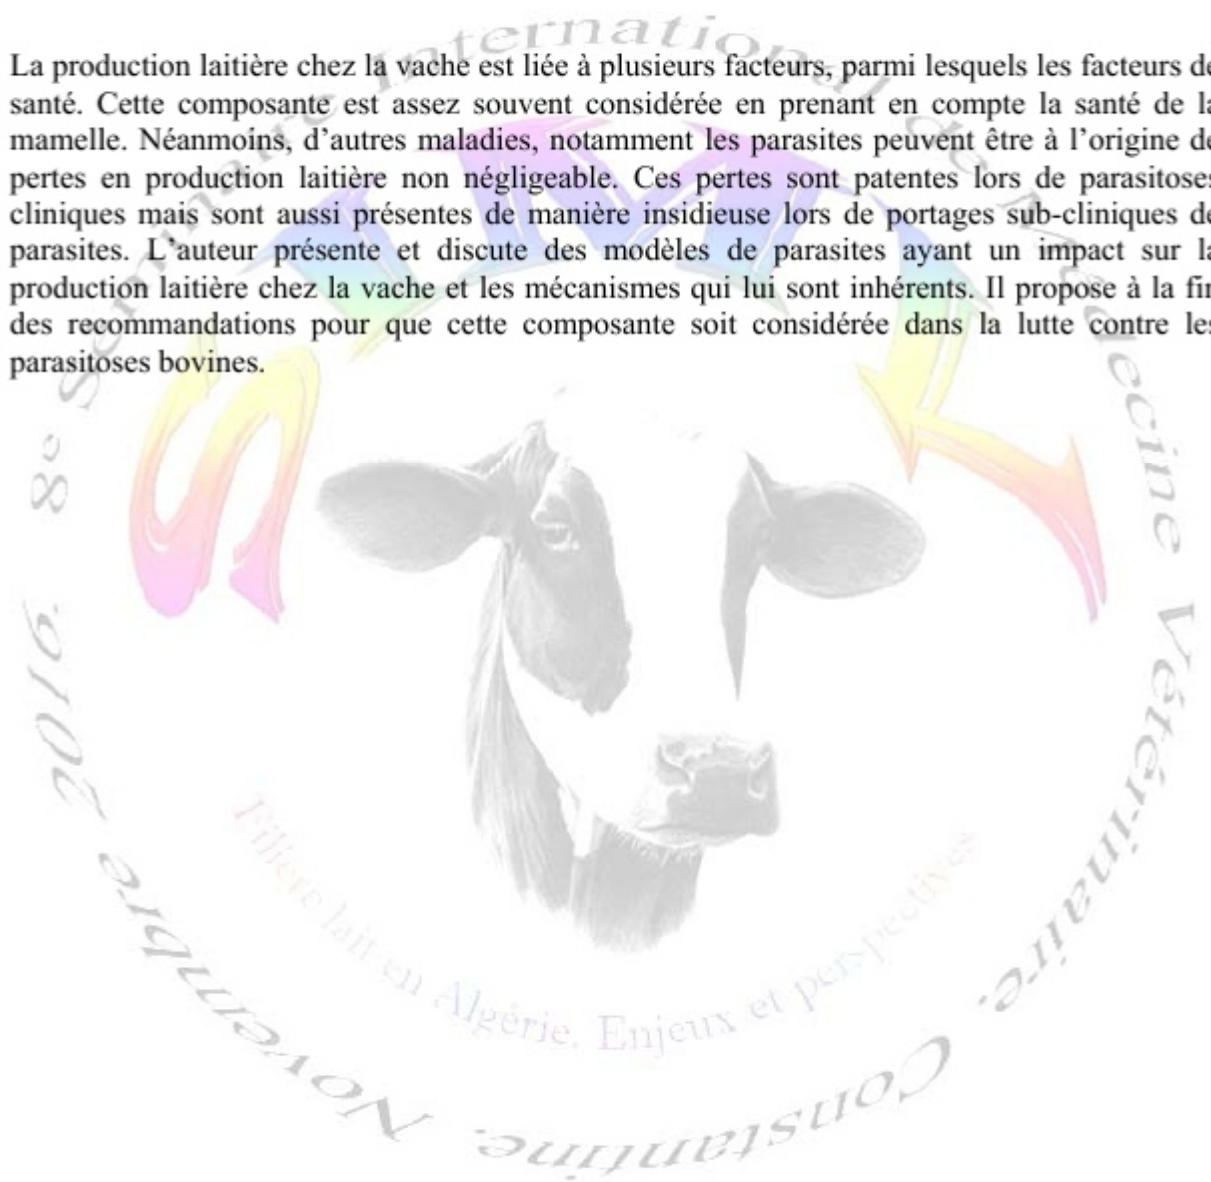 La production laitière chez la vache est liée à plusieurs facteurs, parmi lesquels les facteurs de
santé. Cette composante est assez souvent considérée en prenant en compte la santé de la
mamelle. Néanmoins, d’autres maladies, notamment les parasites peuvent être à l’origine de
pertes en production laitière non négligeable. Ces pertes sont patentes lors de parasitoses
cliniques mais sont aussi présentes de manière insidieuse lors de portages sub-cliniques de
parasites. L’auteur présente et discute des modèles de parasites ayant un impact sur la
production laitière chez la vache et les mécanismes qui lui sont inhérents. Il propose à la fin
des recommandations pour que cette composante soit considérée dans la lutte contre les
parasitoses bovines.
8° Séminaire International de Médecine Vétérinaire. Constantine. Novembre 2016.
SIMV
Filière lait en Algérie. Enjeux et perspectives